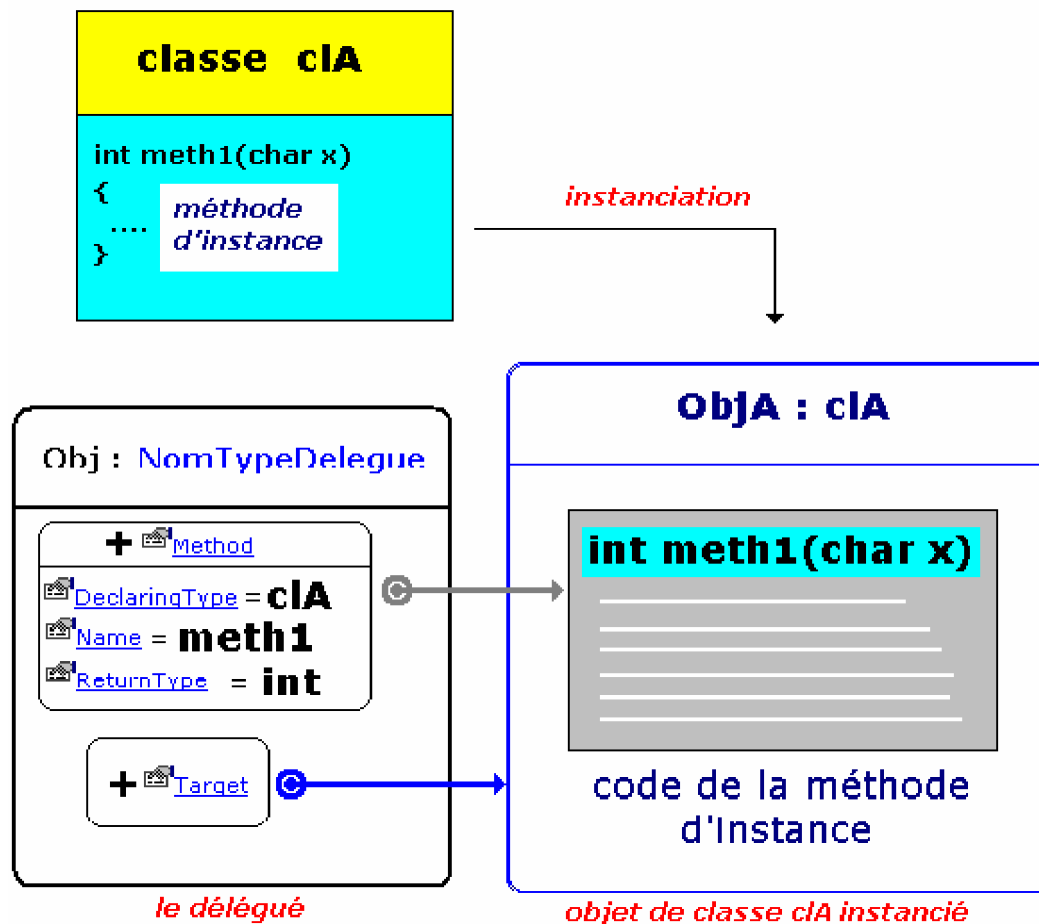 classe clA
int meth1(char x)
{
....
}
méthode
d'instance
instanciation
Obj : NomTypeDelegue
+ Method
DeclaringType = clA
Name = meth1
ReturnType = int
+ Target
le délégué
ObjA : clA
int meth1(char x)
code de la méthode
d'Instance
objet de classe clA instancié